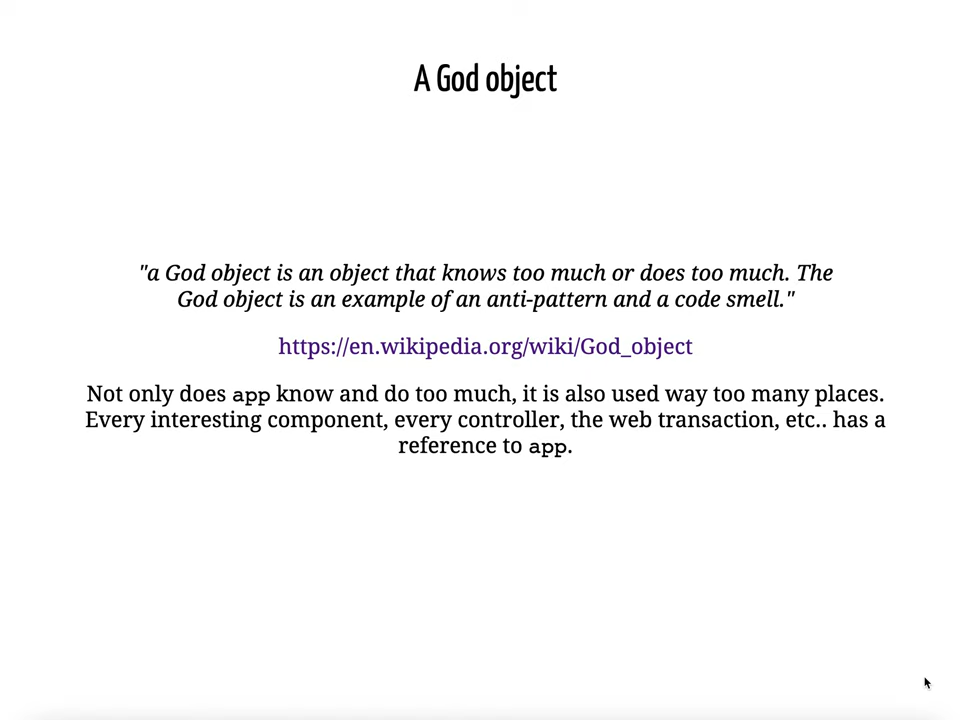 A God object
"a God object is an object that knows too much or does too much. The
God object is an example of an anti-pattern and a code smell."
https://en.wikipedia.org/wiki/God_object
Not only does app know and do too much, it is also used way too many places.
Every interesting component, every controller, the web transaction, etc.. has a
reference to app.